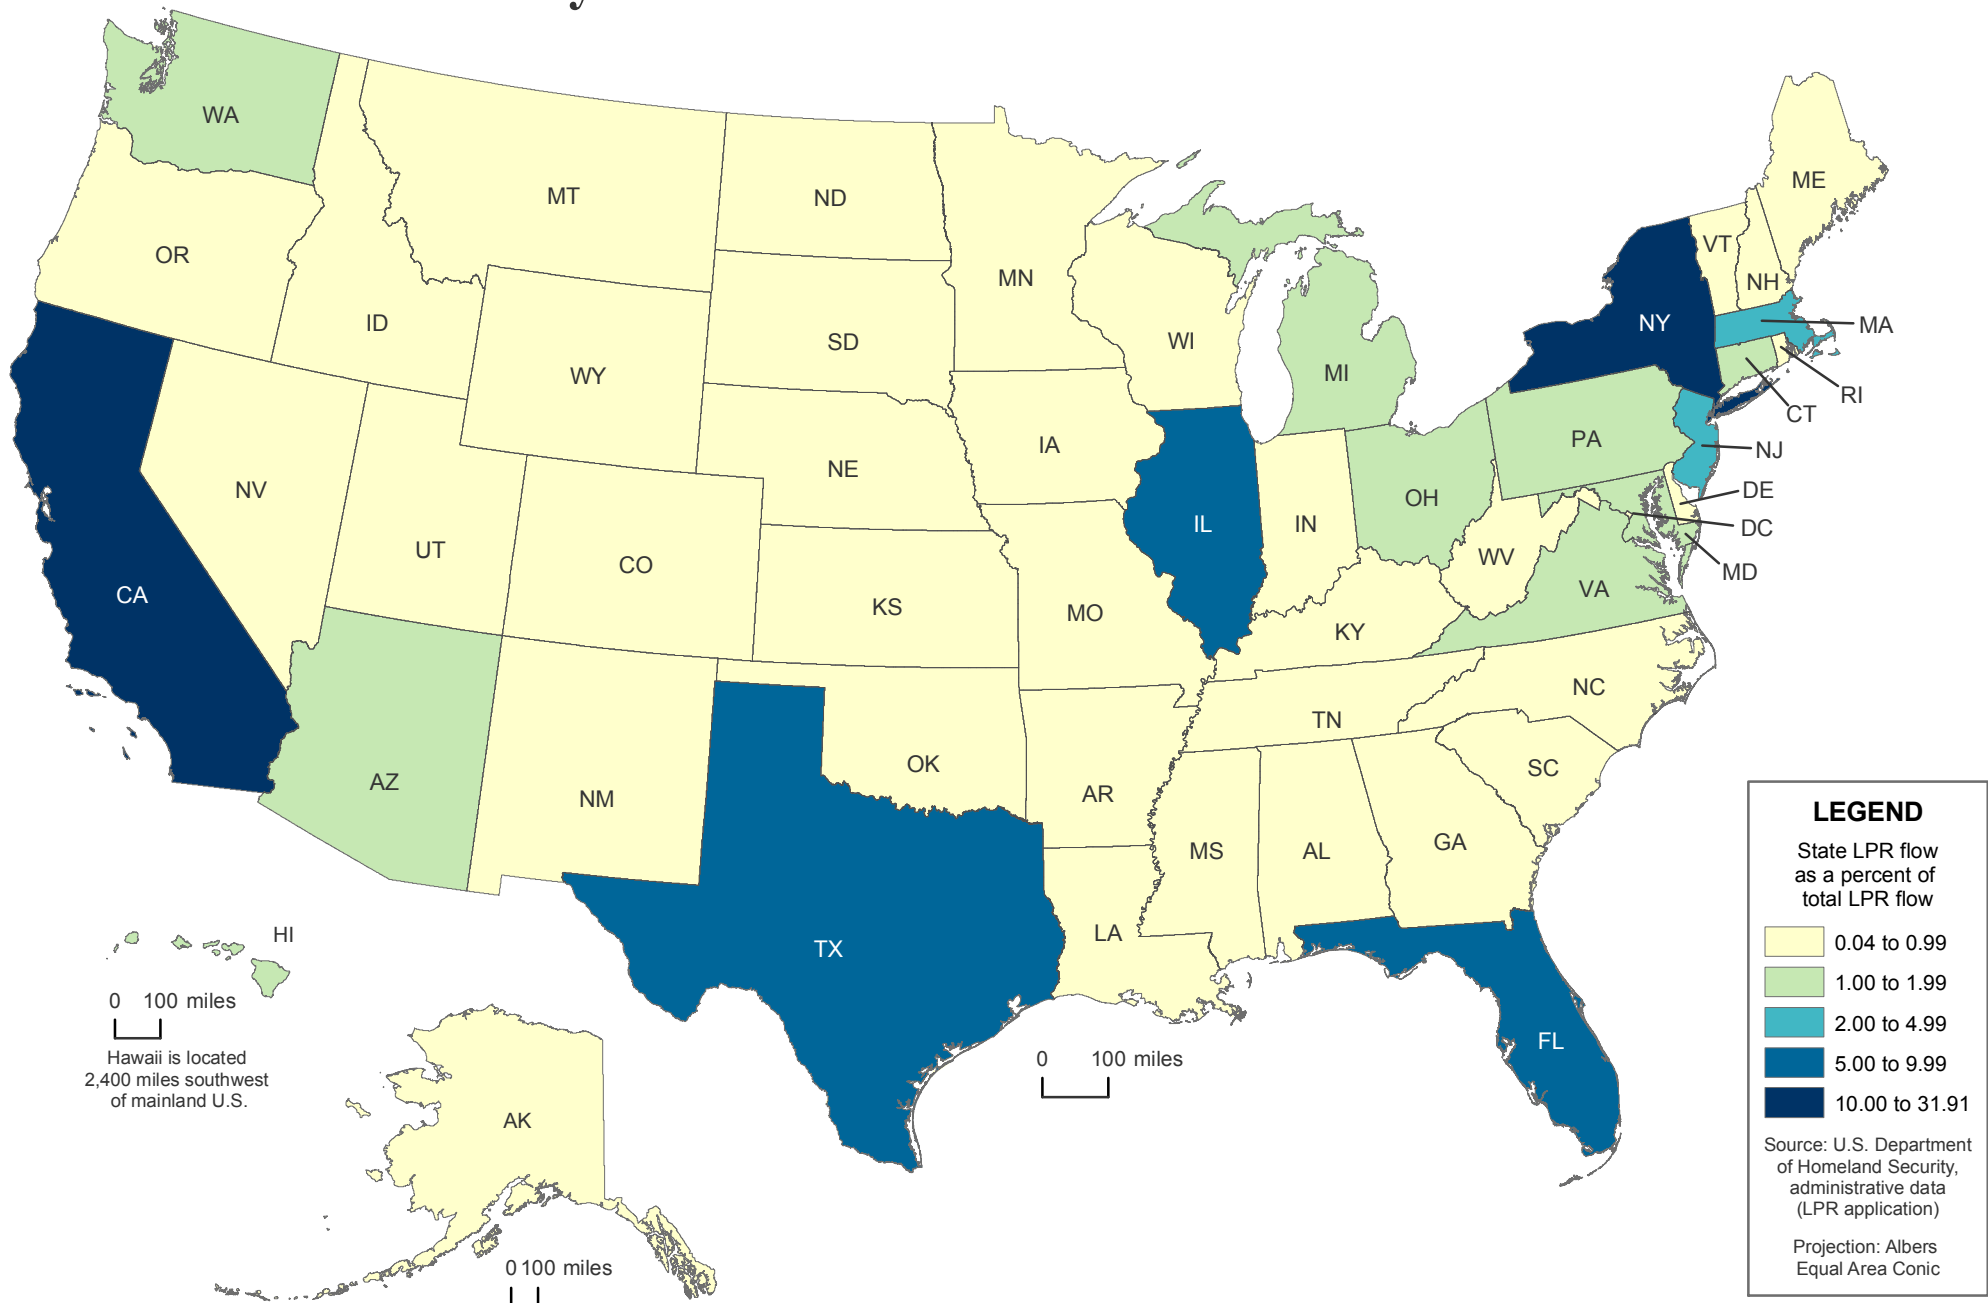 y
WA
MT
ND
ME
OR
MN
VT
NH
ID
SD
WI
NY
MA
WY
MI
RI
CT
IA
PA
NJ
NE
NV
DE
OH
IL
IN
DC
UT
CO
WV
MD
CA
KS
MO
VA
KY
NC
TN
OK
SC
AZ
NM
AR
GA
MS
AL
LA
TX
HI
FL
AK
0 100 miles
Hawaii is located
2,400 miles southwest
of mainland U.S.
0 100 miles
0 100 miles
LEGEND
State LPR flow
as a percent of
total LPR flow
0.04 to 0.99
1.00 to 1.99
2.00 to 4.99
5.00 to 9.99
10.00 to 31.91
Source: U.S. Department
of Homeland Security,
administrative data
(LPR application)
Projection: Albers
Equal Area Conic